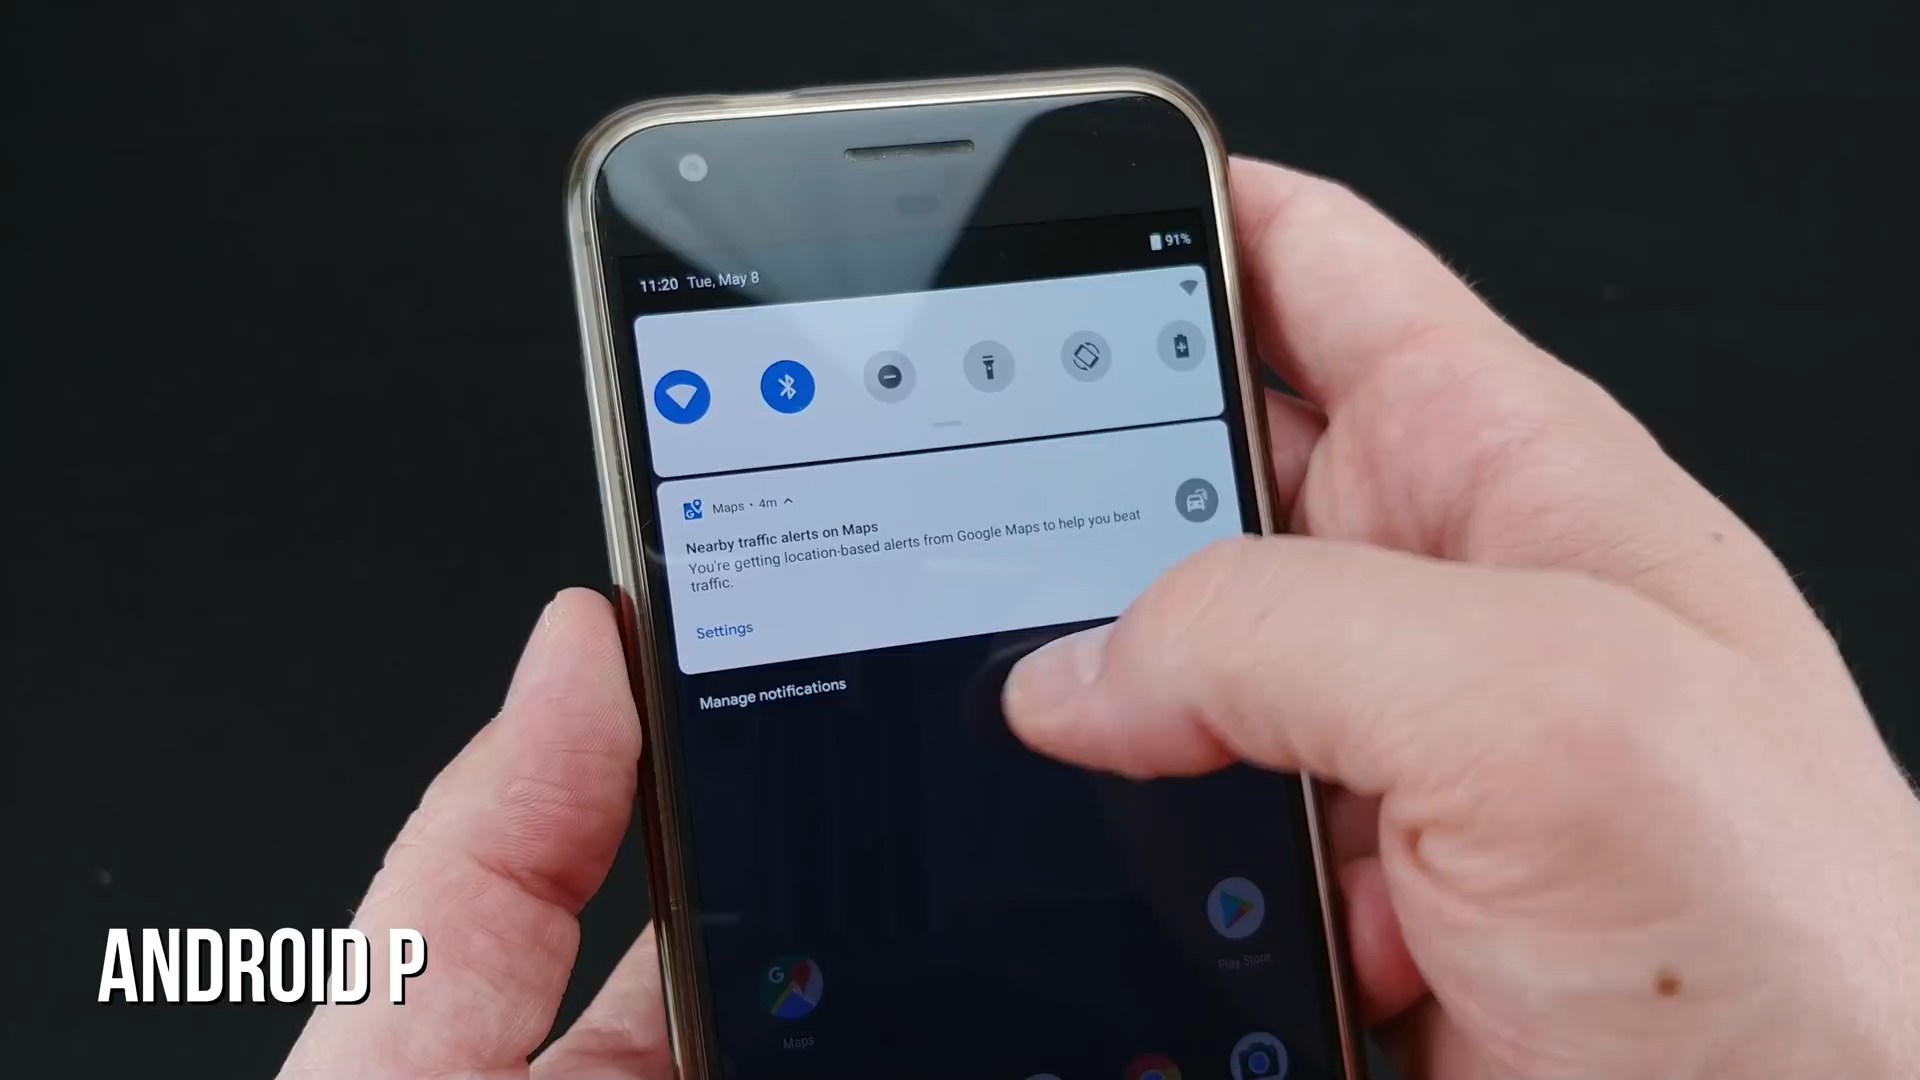 91%
11:20 Tue, May 8
Maps • 4m
Nearby traffic alerts on Maps
You're getting location-based alerts from Google Maps to help you beat
traffic.
Settings
Manage notifications
Play Store
Maps
ANDROID P